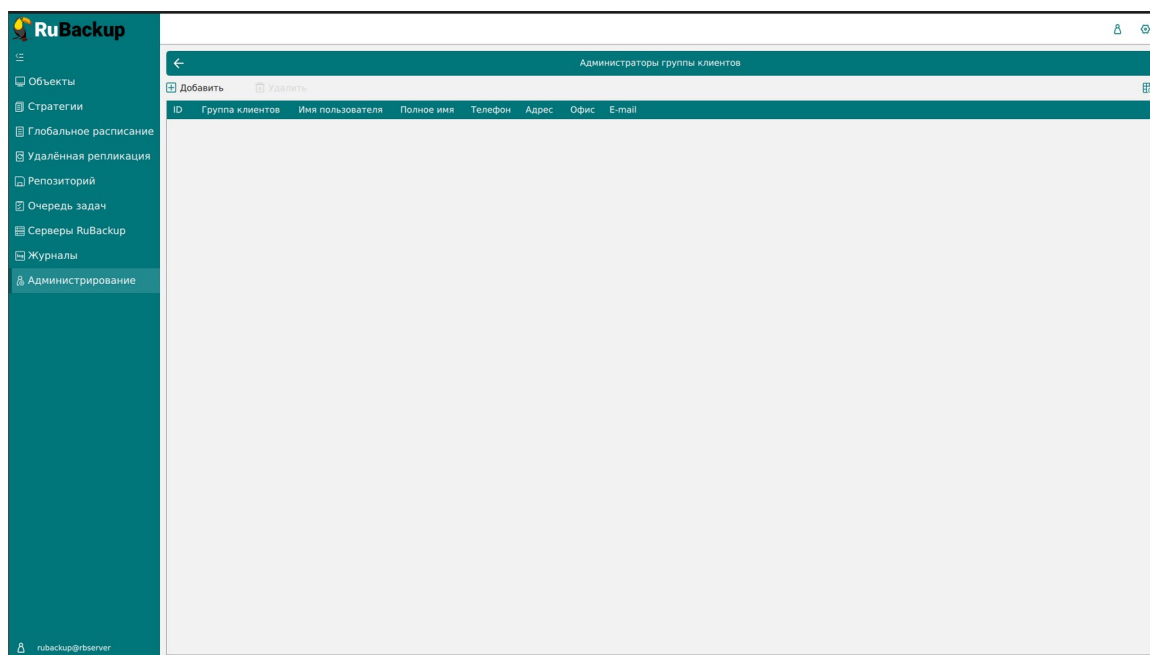 RuBackup
Администраторы группы клиентов
Добавить Удалить
ID Группа клиентов Имя пользователя Полное имя Телефон Адрес Офис E-mail
Объекты
Стратегии
Глобальное расписание
Удалённая репликация
Репозиторий
Очередь задач
Серверы RuBackup
Журналы
Администрирование
rubackup@rbserver